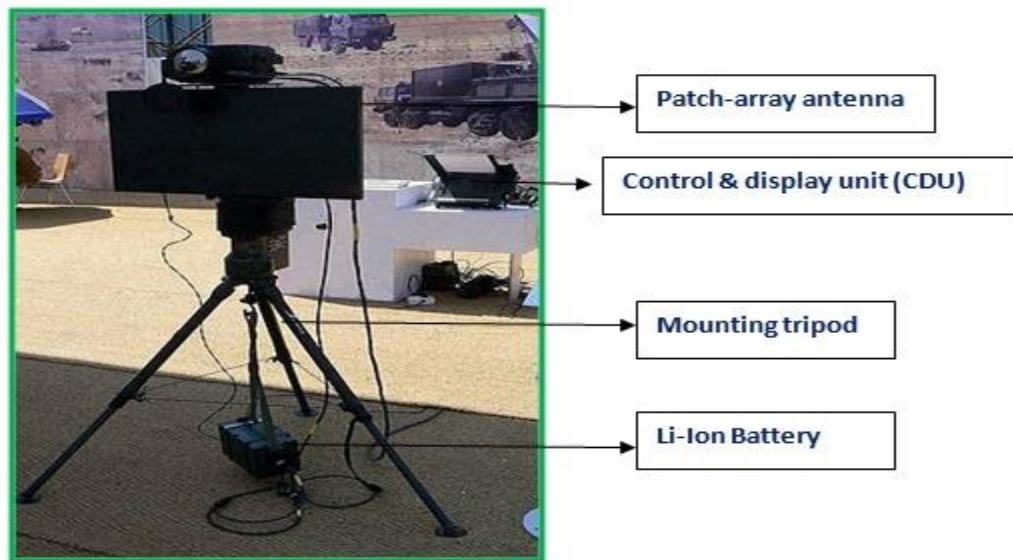 Patch-array antenna
Control & display unit (CDU)
Mounting tripod
Li-Ion Battery